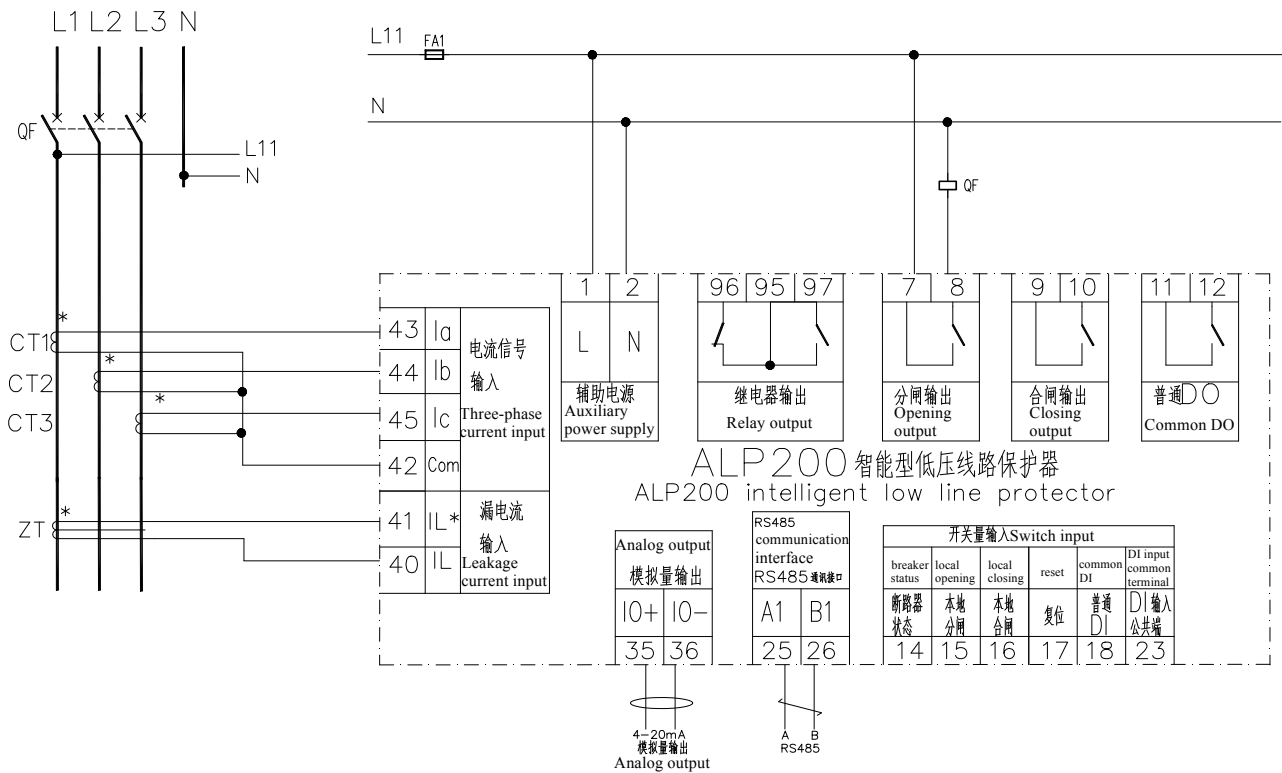 L1 L2 L3 N
QF
L11
N
L11
FA1
N
QF
CT1
*
CT2
*
CT3
*
ZT
*
43 Ia
44 Ib
45 Ic
42 Com
电流信号
输入
Three-phase
current input
41 IL*
40 IL
漏电流
输入
Leakage
current input
1 2
L N
辅助电源
Auxiliary
power supply
96 95 97
继电器输出
Relay output
7 8
分闸输出
Opening
output
9 10
合闸输出
Closing
output
11 12
普通DO
Common DO
ALP200智能型低压线路保护器
ALP200 intelligent low line protector
Analog output
模拟量输出
IO+ IO-
35 36
4-20mA
模拟量输出
Analog output
RS485
communication
interface
RS485通讯接口
A1 B1
25 26
A B
RS485
开关量输入Switch input
breaker
status
local
opening
local
closing
reset
common
DI
DI input
common
terminal
断路器
状态
本地
分闸
本地
合闸
复位
普通
DI
DI输入
公共端
14 15 16 17 18 23